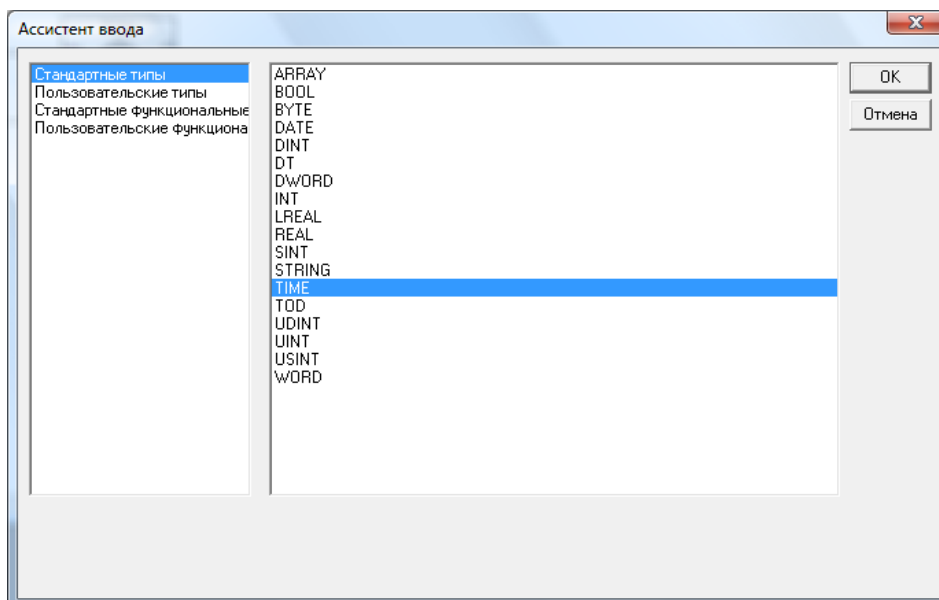 Ассистент ввода
Стандартные типы
Пользовательские типы
Стандартные функциональные
Пользовательские функциона
ARRAY
BOOL
BYTE
DATE
DINT
DT
DWORD
INT
LREAL
REAL
SINT
STRING
TIME
TOD
UDINT
UINT
USINT
WORD
OK
Отмена